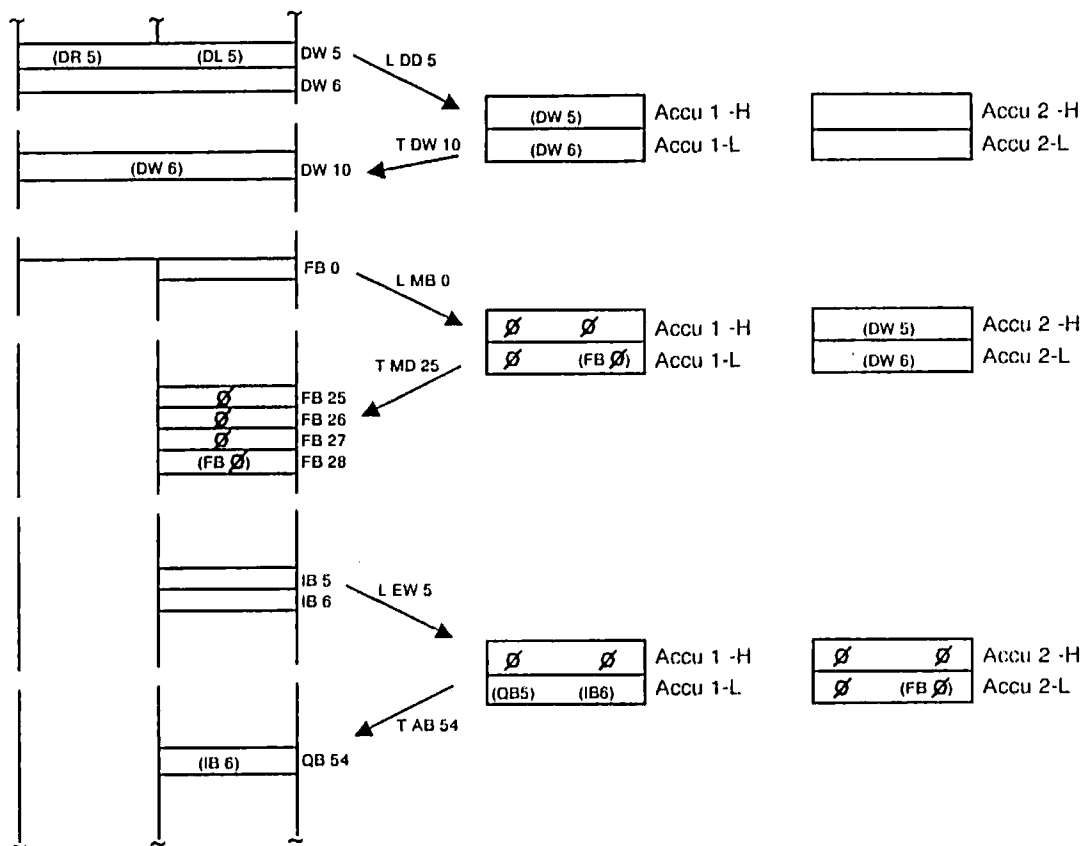 (DR 5) (DL 5) DW 5
L DD 5
DW 6
(DW 5) Accu 1 -H Accu 2 -H
T DW 10
(DW 6) Accu 1-L Accu 2-L
(DW 6) DW 10
FB 0
L MB 0
Ø Ø Accu 1 -H (DW 5) Accu 2 -H
Ø (FB Ø) Accu 1-L (DW 6) Accu 2-L
T MD 25
Ø FB 25
Ø FB 26
Ø FB 27
(FB Ø) FB 28
IB 5
L EW 5
IB 6
Ø Ø Accu 1 -H Ø Ø Accu 2 -H
(QB5) (IB6) Accu 1-L Ø (FB Ø) Accu 2-L
T AB 54
(IB 6) QB 54